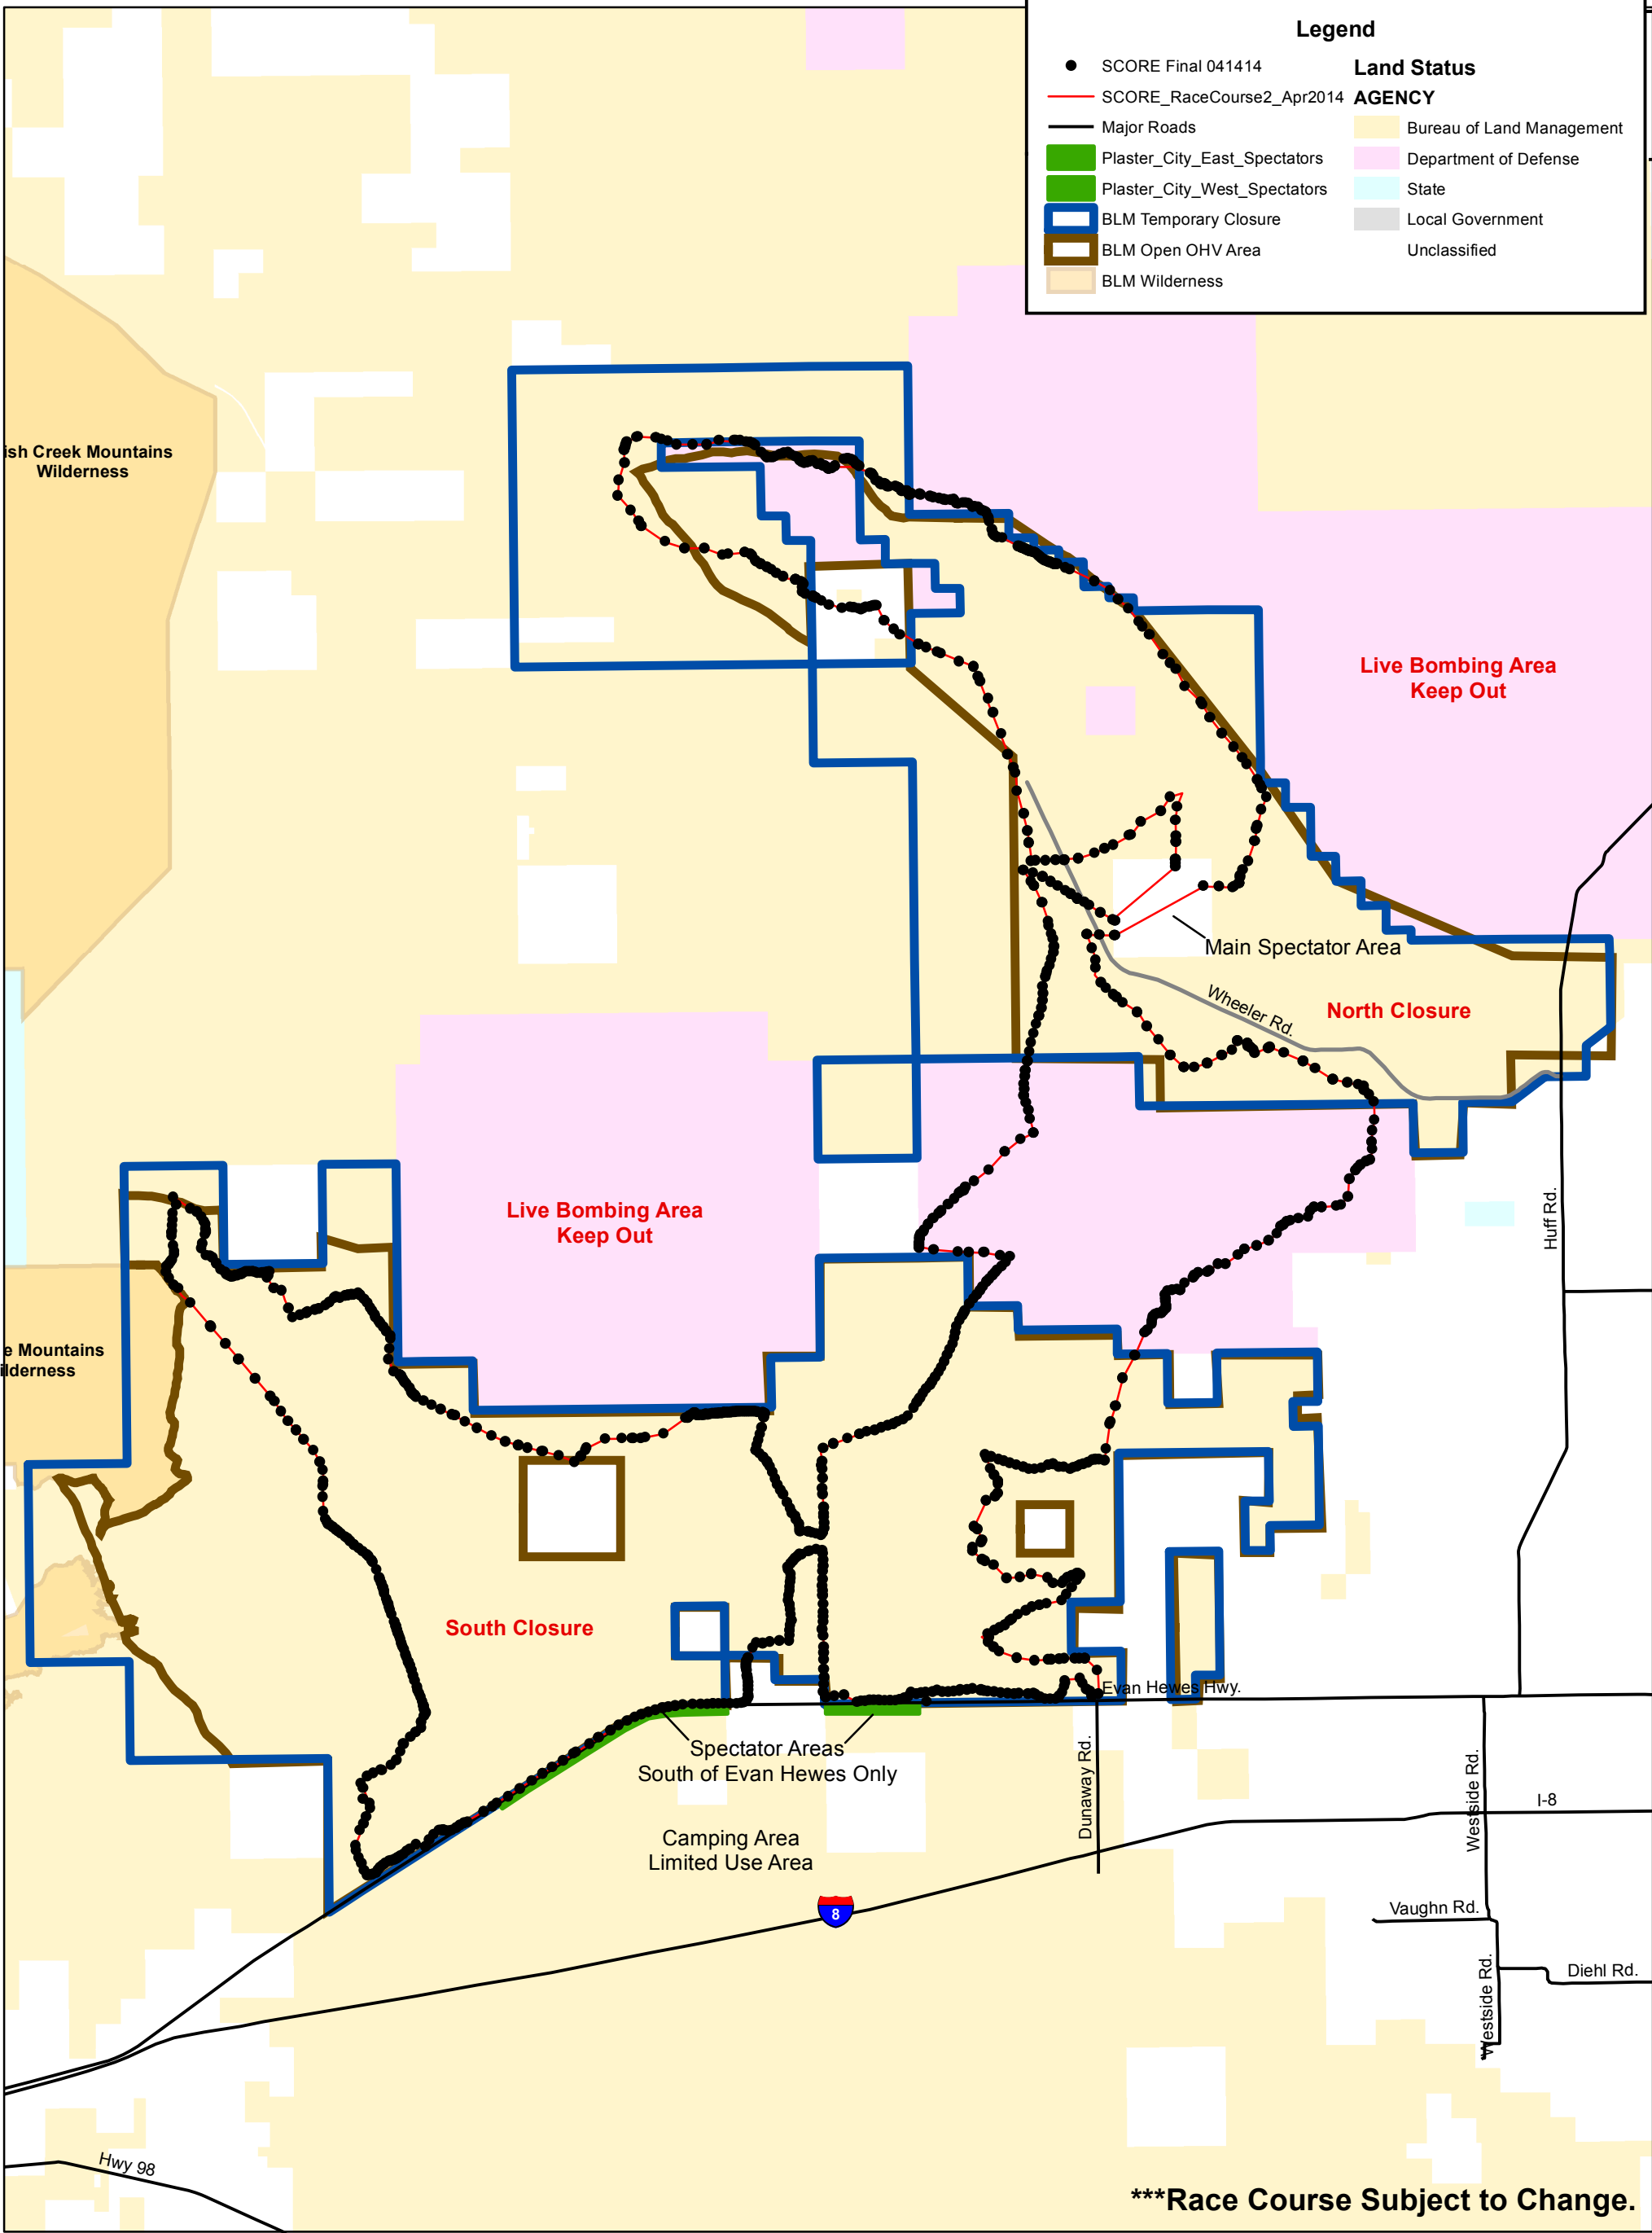 Legend
SCORE Final 041414
SCORE_RaceCourse2_Apr2014
Major Roads
Plaster_City_East_Spectators
Plaster_City_West_Spectators
BLM Temporary Closure
BLM Open OHV Area
BLM Wilderness
Land Status
AGENCY
Bureau of Land Management
Department of Defense
State
Local Government
Unclassified
ish Creek Mountains
Wilderness
Live Bombing Area
Keep Out
Main Spectator Area
Wheeler Rd.
North Closure
Live Bombing Area
Keep Out
Huff Rd.
e Mountains
ilderness
South Closure
Evan Hewes Hwy.
Spectator Areas
South of Evan Hewes Only
Dunaway Rd.
Westside Rd.
I-8
Camping Area
Limited Use Area
8
Vaughn Rd.
Westside Rd.
Diehl Rd.
Hwy 98
***Race Course Subject to Change.